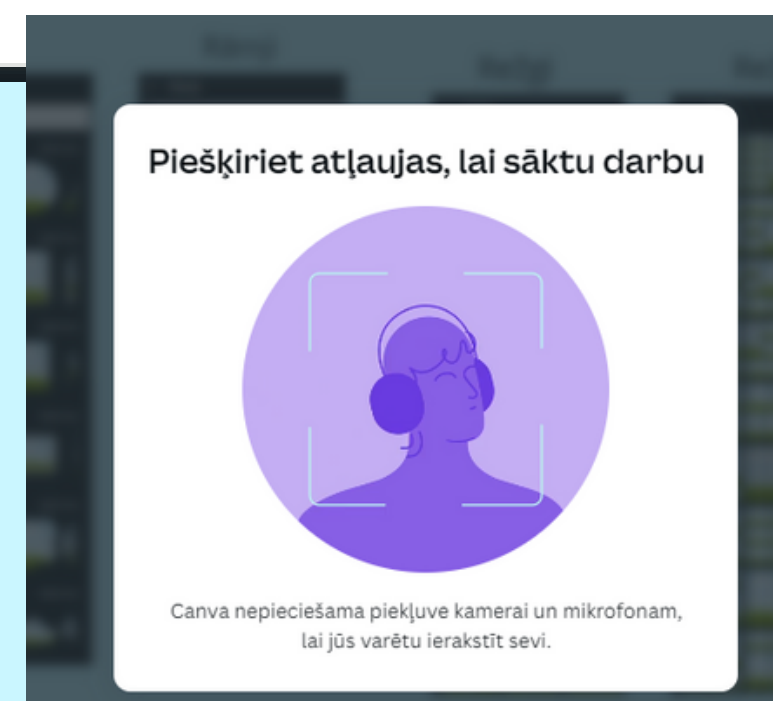 Piešķiriet atļaujas, lai sāktu darbu
Canva nepieciešama piekļuve kamerai un mikrofonam,
lai jūs varētu ierakstīt sevi.